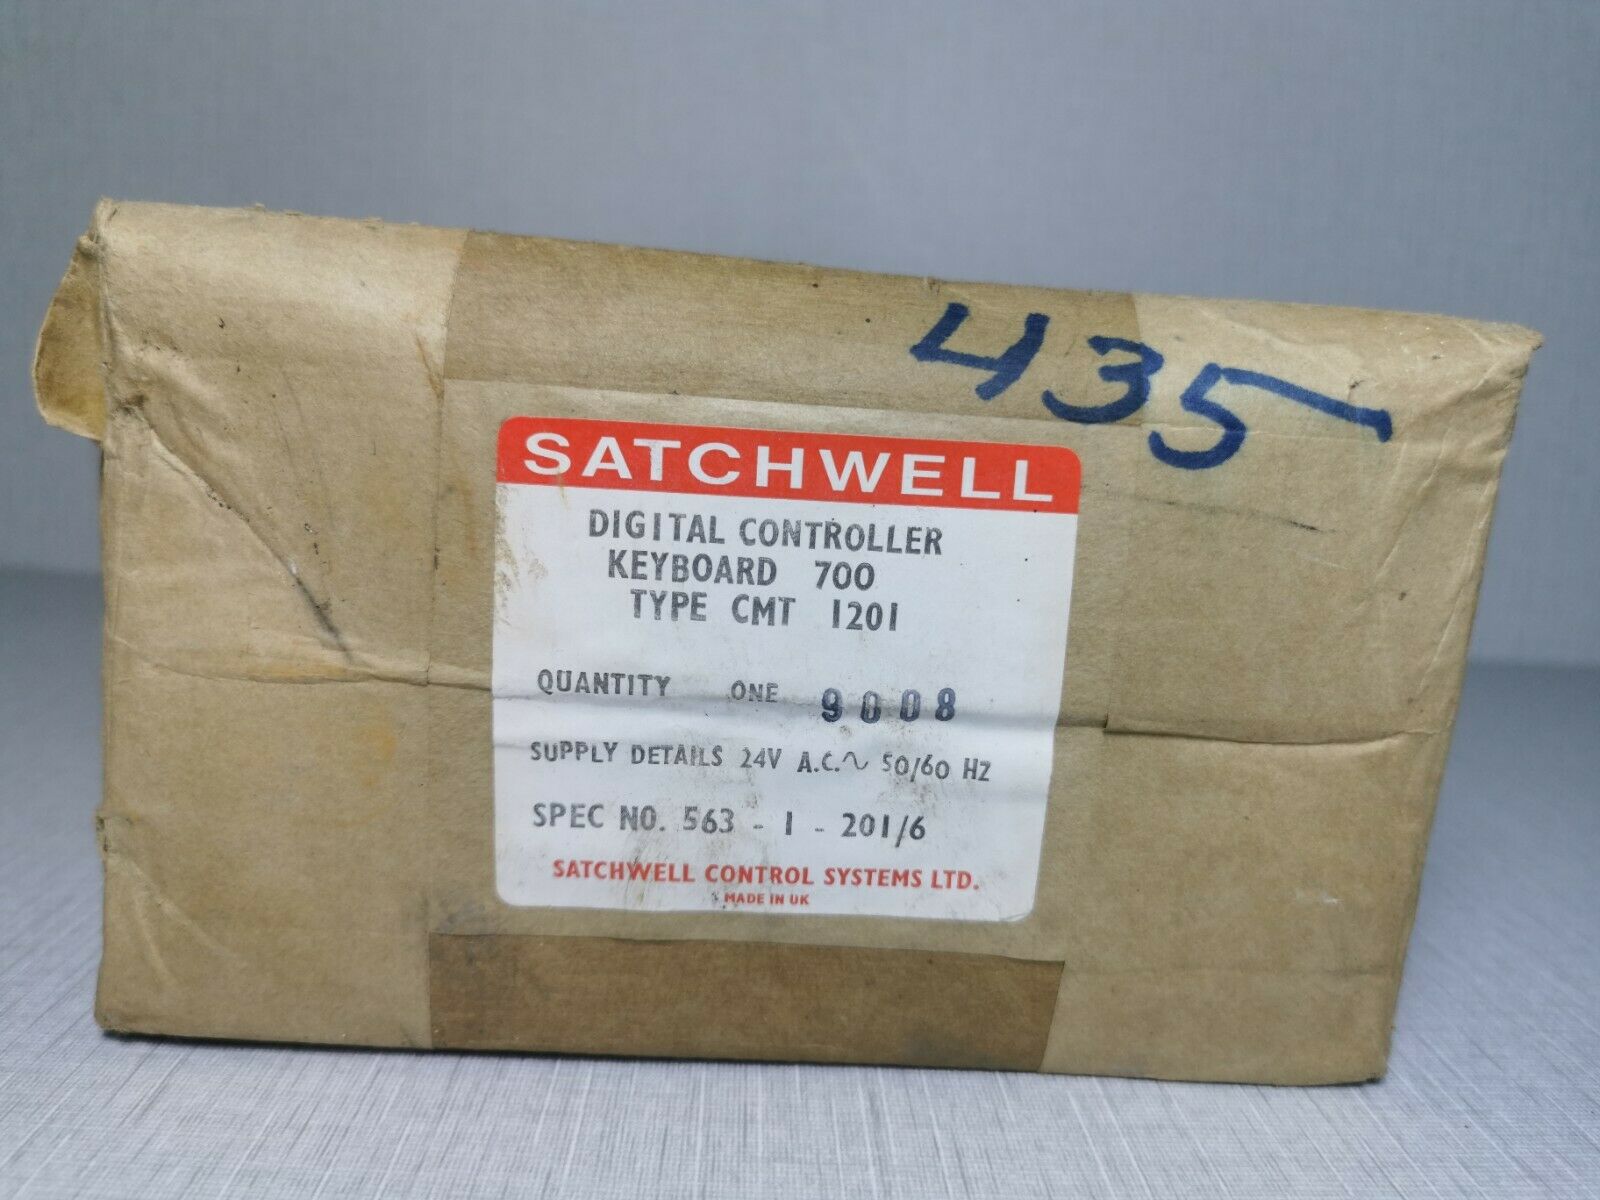 435
SATCHWELL
DIGITAL CONTROLLER
KEYBOARD 700
TYPE CMT 1201
QUANTITY ONE 9008
SUPPLY DETAILS 24V A.C.~ 50/60 HZ
SPEC NO. 563 - 1 - 201/6
SATCHWELL CONTROL SYSTEMS LTD.
MADE IN UK